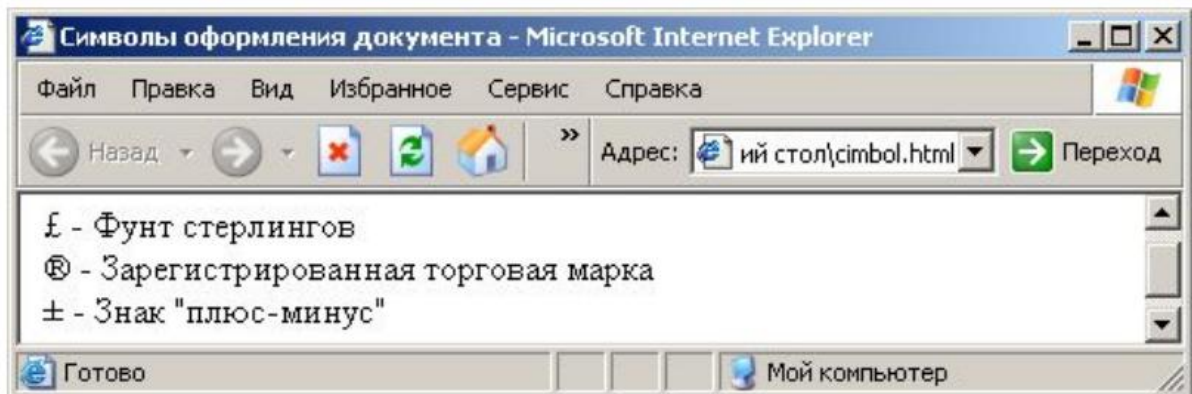 Символы оформления документа - Microsoft Internet Explorer
Файл Правка Вид Избранное Сервис Справка
Назад » Адрес: ий стол\cimbol.html Переход
£ - Фунт стерлингов
® - Зарегистрированная торговая марка
± - Знак "плюс-минус"
Готово Мой компьютер